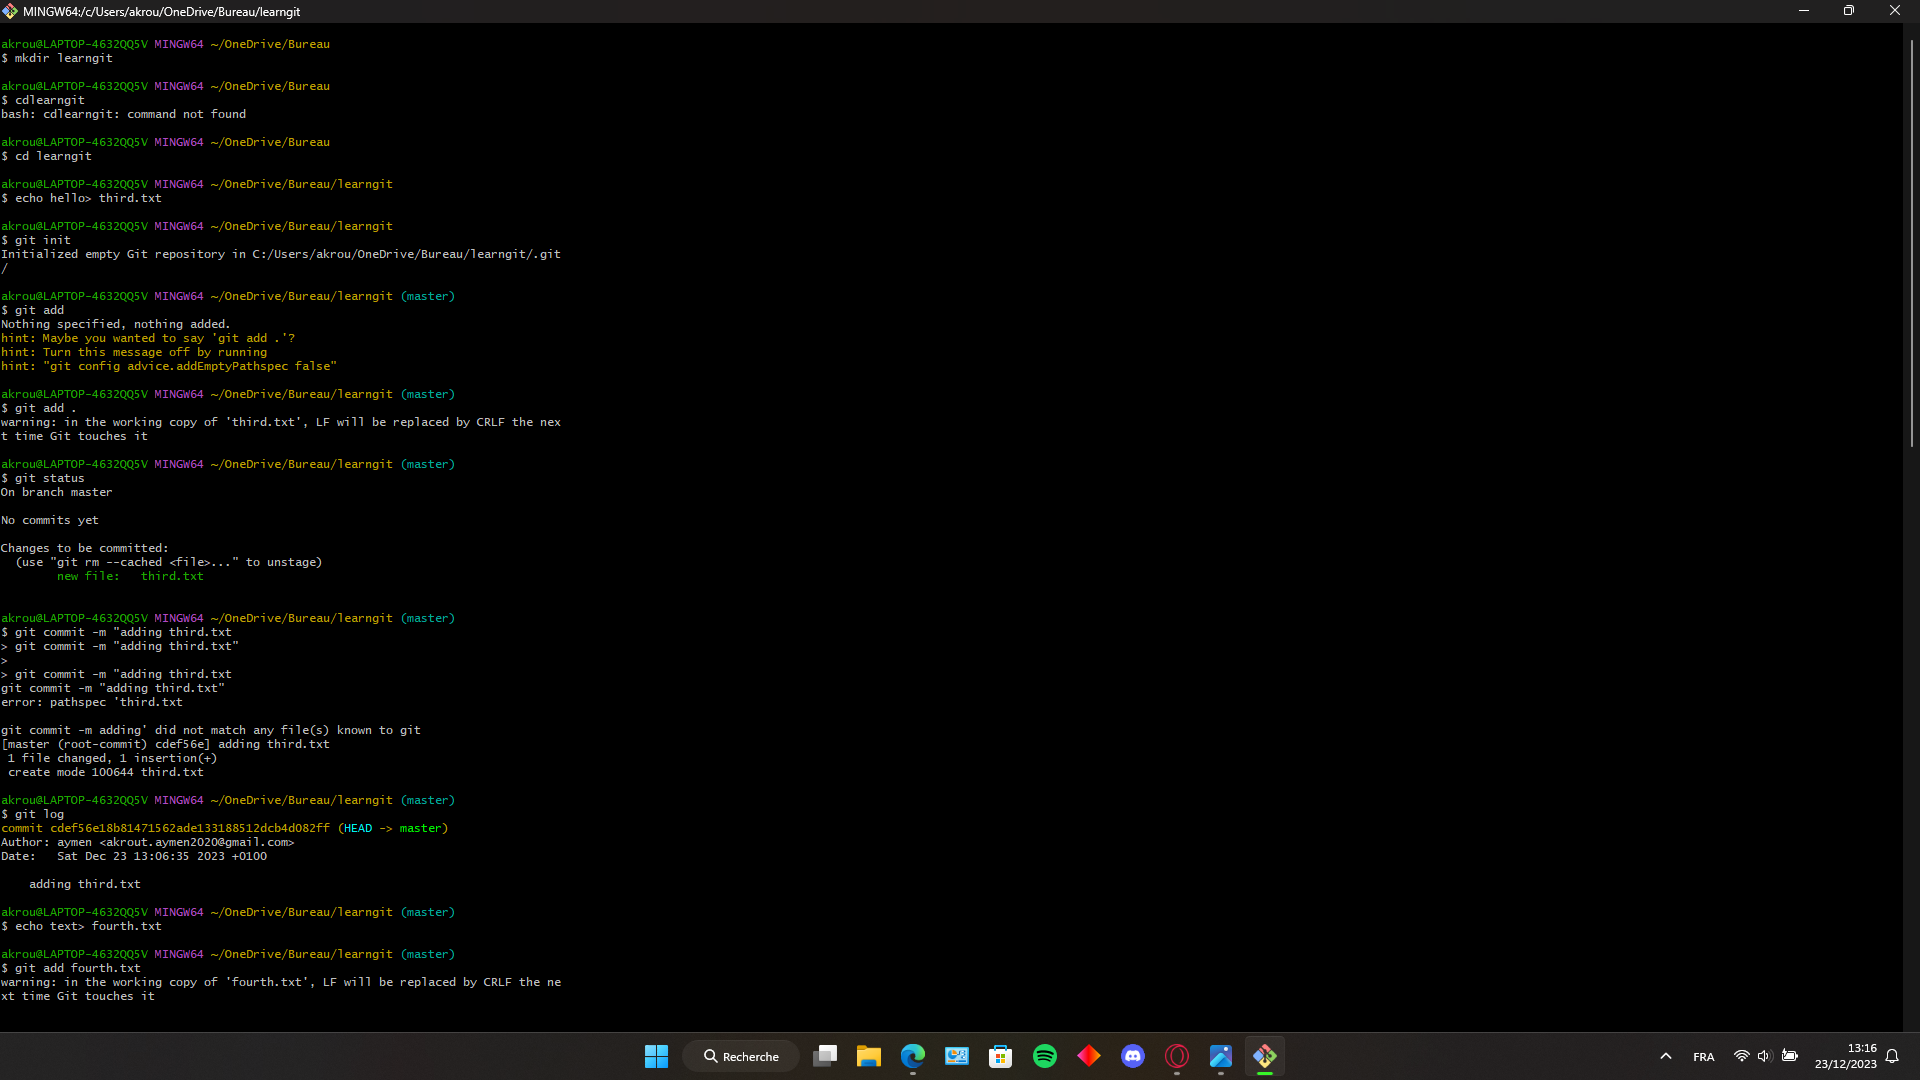 MINGW64:/c/Users/akrou/OneDrive/Bureau/learngit
akrou@LAPTOP-4632QQ5V MINGW64 ~/OneDrive/Bureau
$ mkdir learngit
akrou@LAPTOP-4632QQ5V MINGW64 ~/OneDrive/Bureau
$ cdlearngit
bash: cdlearngit: command not found
akrou@LAPTOP-4632QQ5V MINGW64 ~/OneDrive/Bureau
$ cd learngit
akrou@LAPTOP-4632QQ5V MINGW64 ~/OneDrive/Bureau/learngit
$ echo hello> third.txt
akrou@LAPTOP-4632QQ5V MINGW64 ~/OneDrive/Bureau/learngit
$ git init
Initialized empty Git repository in C:/Users/akrou/OneDrive/Bureau/learngit/.git
/
akrou@LAPTOP-4632QQ5V MINGW64 ~/OneDrive/Bureau/learngit (master)
$ git add
Nothing specified, nothing added.
hint: Maybe you wanted to say 'git add .'?
hint: Turn this message off by running
hint: "git config advice.addEmptyPathspec false"
akrou@LAPTOP-4632QQ5V MINGW64 ~/OneDrive/Bureau/learngit (master)
$ git add .
warning: in the working copy of 'third.txt', LF will be replaced by CRLF the nex
t time Git touches it
akrou@LAPTOP-4632QQ5V MINGW64 ~/OneDrive/Bureau/learngit (master)
$ git status
On branch master
No commits yet
Changes to be committed:
(use "git rm --cached <file>..." to unstage)
new file:   third.txt
akrou@LAPTOP-4632QQ5V MINGW64 ~/OneDrive/Bureau/learngit (master)
$ git commit -m "adding third.txt
> git commit -m "adding third.txt"
>
> git commit -m "adding third.txt
git commit -m "adding third.txt"
error: pathspec 'third.txt
git commit -m adding' did not match any file(s) known to git
[master (root-commit) cdef56e] adding third.txt
1 file changed, 1 insertion(+)
create mode 100644 third.txt
akrou@LAPTOP-4632QQ5V MINGW64 ~/OneDrive/Bureau/learngit (master)
$ git log
commit cdef56e18b81471562ade133188512dcb4d082ff (HEAD -> master)
Author: aymen <akrout.aymen2020@gmail.com>
Date:   Sat Dec 23 13:06:35 2023 +0100
adding third.txt
akrou@LAPTOP-4632QQ5V MINGW64 ~/OneDrive/Bureau/learngit (master)
$ echo text> fourth.txt
akrou@LAPTOP-4632QQ5V MINGW64 ~/OneDrive/Bureau/learngit (master)
$ git add fourth.txt
warning: in the working copy of 'fourth.txt', LF will be replaced by CRLF the ne
xt time Git touches it
Recherche
FRA
13:16
23/12/2023